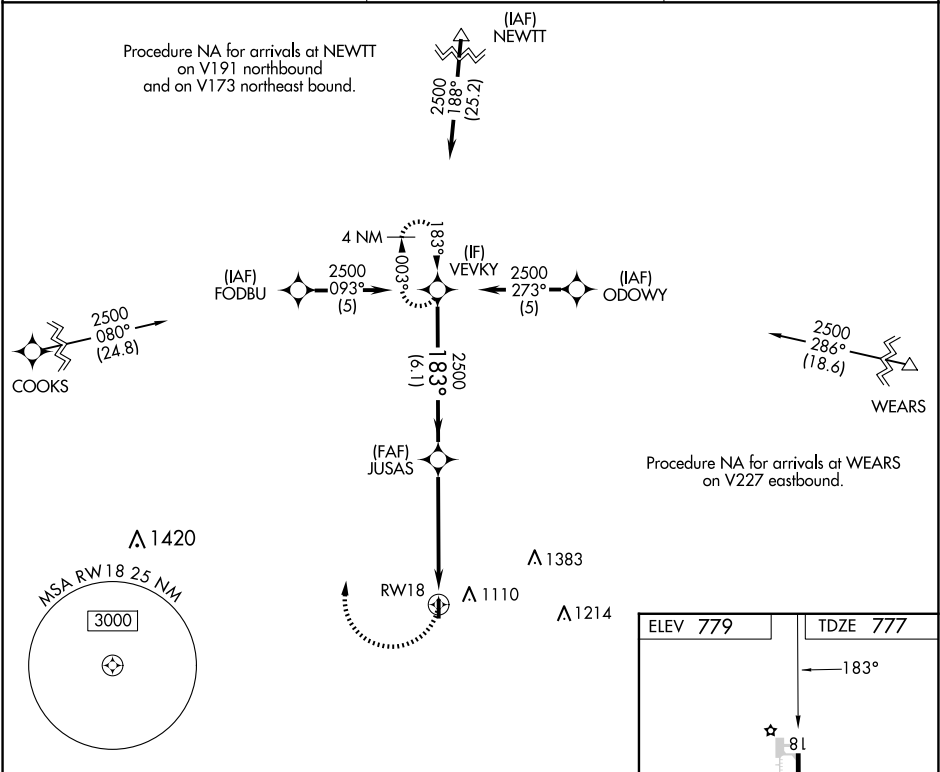 (IAF)
NEWTT
Procedure NA for arrivals at NEWTT
on V191 northbound
and on V173 northeast bound.
2500
188°
(25.2)
4 NM
003°
183°
(IF)
VEVKY
(IAF)
FODBU
2500
093°
(5)
2500
273°
(5)
(IAF)
ODOWY
2500
080°
(24.8)
COOKS
2500
286°
(18.6)
WEARS
2500
183°
(6.1)
(FAF)
JUSAS
Procedure NA for arrivals at WEARS
on V227 eastbound.
1420
1383
RW18
1110
1214
MSA RW18 25 NM
3000
ELEV 779
TDZE 777
183°
18